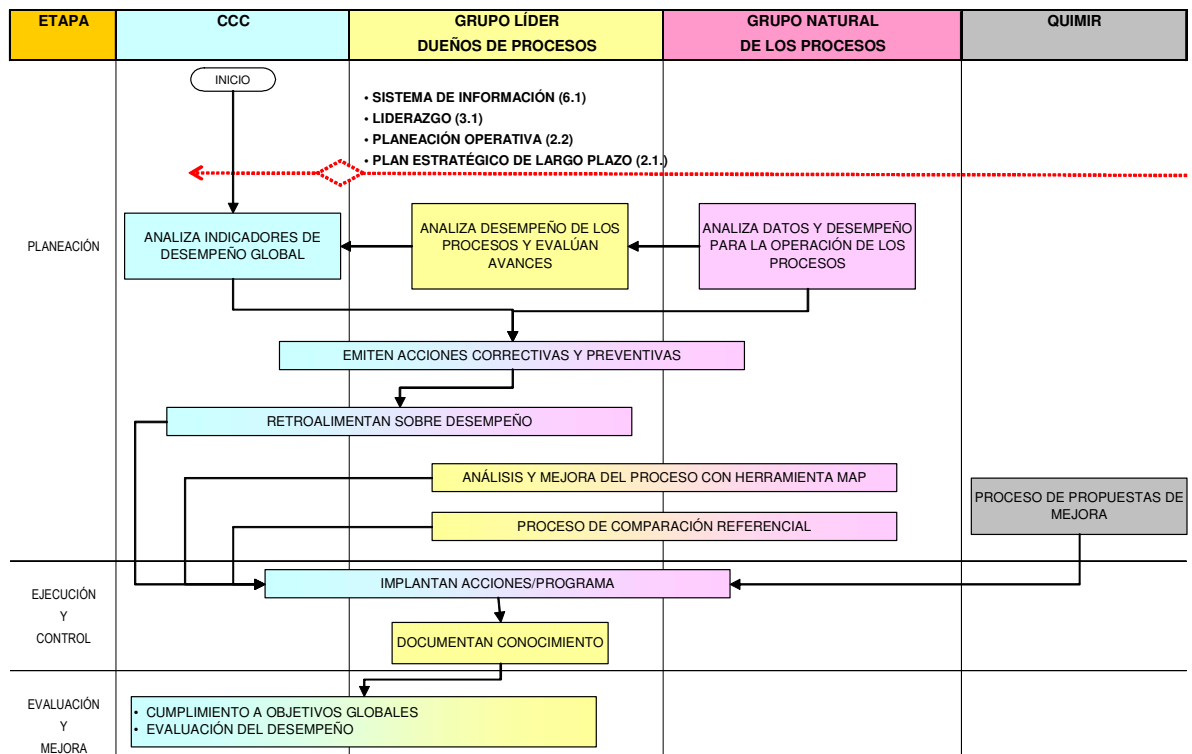 ETAPA
CCC
GRUPO LÍDER
DUEÑOS DE PROCESOS
GRUPO NATURAL
DE LOS PROCESOS
QUIMIR
INICIO
• SISTEMA DE INFORMACIÓN (6.1)
• LIDERAZGO (3.1)
• PLANEACIÓN OPERATIVA (2.2)
• PLAN ESTRATÉGICO DE LARGO PLAZO (2.1.)
PLANEACIÓN
ANALIZA INDICADORES DE
DESEMPEÑO GLOBAL
ANALIZA DESEMPEÑO DE LOS
PROCESOS Y EVALÚAN
AVANCES
ANALIZA DATOS Y DESEMPEÑO
PARA LA OPERACIÓN DE LOS
PROCESOS
EMITEN ACCIONES CORRECTIVAS Y PREVENTIVAS
RETROALIMENTAN SOBRE DESEMPEÑO
ANÁLISIS Y MEJORA DEL PROCESO CON HERRAMIENTA MAP
PROCESO DE PROPUESTAS DE
MEJORA
PROCESO DE COMPARACIÓN REFERENCIAL
EJECUCIÓN
Y
CONTROL
IMPLANTAN ACCIONES/PROGRAMA
DOCUMENTAN CONOCIMIENTO
EVALUACIÓN
Y
MEJORA
• CUMPLIMIENTO A OBJETIVOS GLOBALES
• EVALUACIÓN DEL DESEMPEÑO